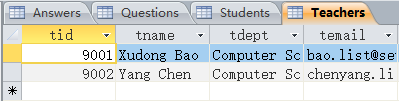 Answers Questions Students Teachers
tid tname tdept temail
9001 Xudong Bao Computer Sc bao.list@se
9002 Yang Chen Computer Sc chenyang.li